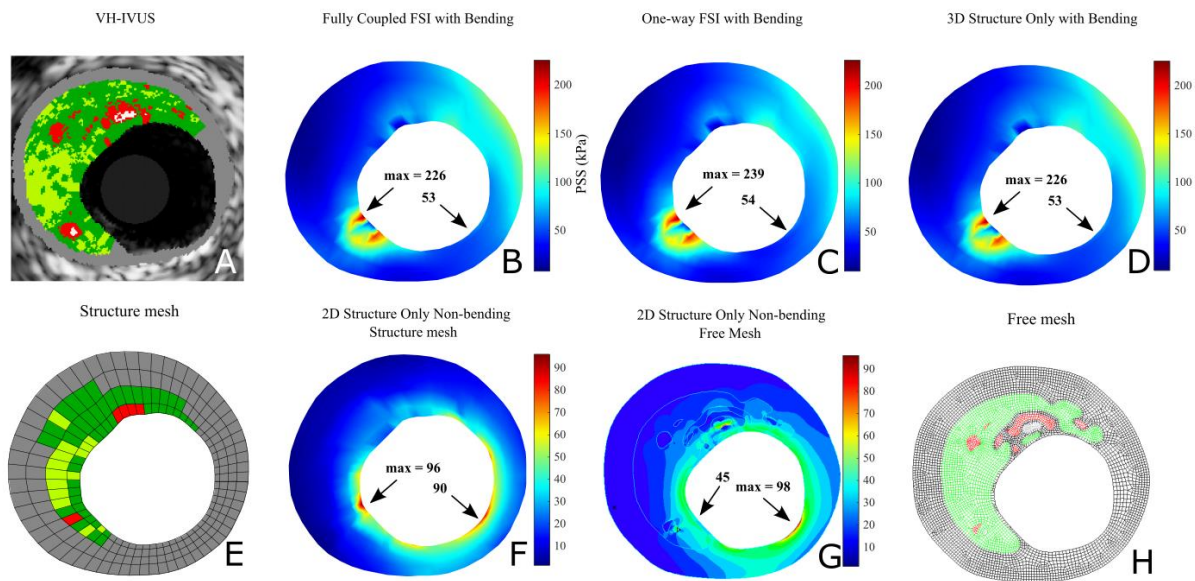 VH-IVUS
Fully Coupled FSI with Bending
One-way FSI with Bending
3D Structure Only with Bending
A
max = 226
53
B
200
150
100
50
PSS (kPa)
max = 239
54
C
200
150
100
50
max = 226
53
D
200
150
100
50
Structure mesh
2D Structure Only Non-bending
Structure mesh
2D Structure Only Non-bending
Free Mesh
Free mesh
E
max = 96
90
F
90
80
70
60
50
40
30
20
10
45
max = 98
G
90
80
70
60
50
40
30
20
10
H